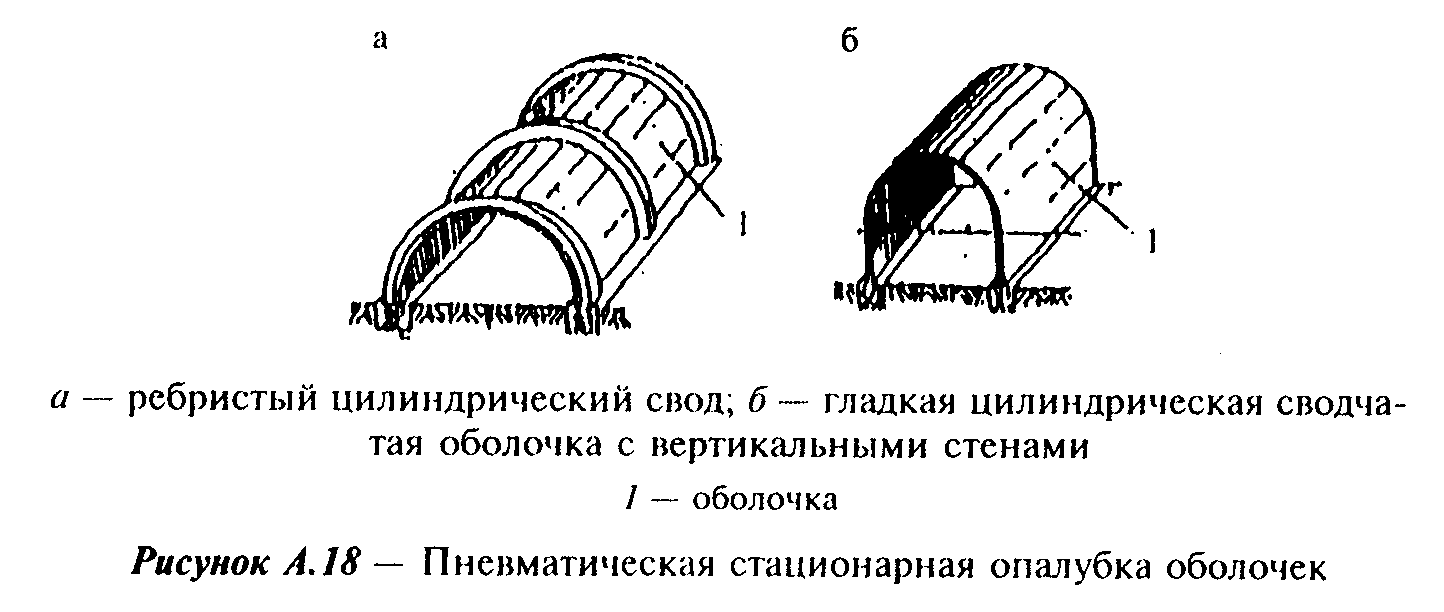 а
б
1
1
а — ребристый цилиндрический свод; б — гладкая цилиндрическая сводча-
тая оболочка с вертикальными стенами
1 — оболочка
Рисунок А.18 — Пневматическая стационарная опалубка оболочек